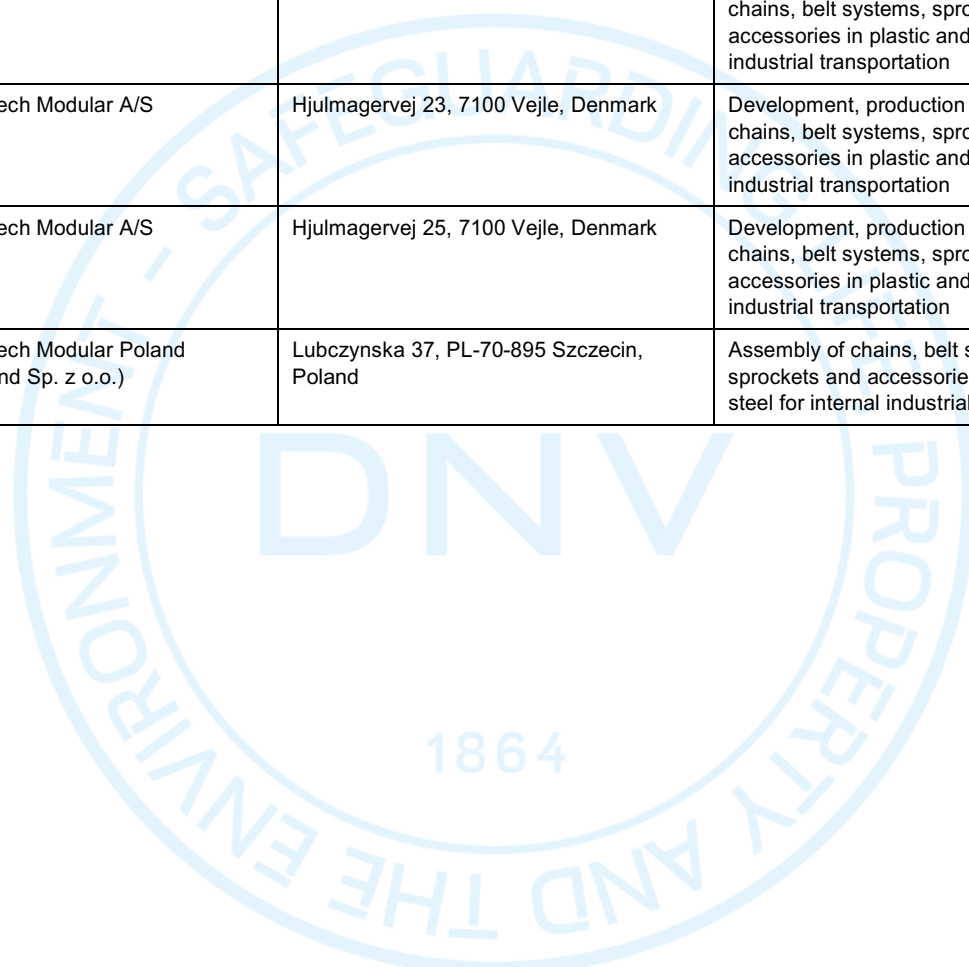 chains, belt systems, spro
accessories in plastic and
industrial transportation
ech Modular A/S
Hjulmagervej 23, 7100 Vejle, Denmark
Development, production
chains, belt systems, spro
accessories in plastic and
industrial transportation
ech Modular A/S
Hjulmagervej 25, 7100 Vejle, Denmark
Development, production
chains, belt systems, spro
accessories in plastic and
industrial transportation
ech Modular Poland
nd Sp. z o.o.)
Lubczynska 37, PL-70-895 Szczecin,
Poland
Assembly of chains, belt s
sprockets and accessorie
steel for internal industrial
SAFEGUARDING LIFE PROPERTY AND THE ENVIRONMENT -
DNV
1864